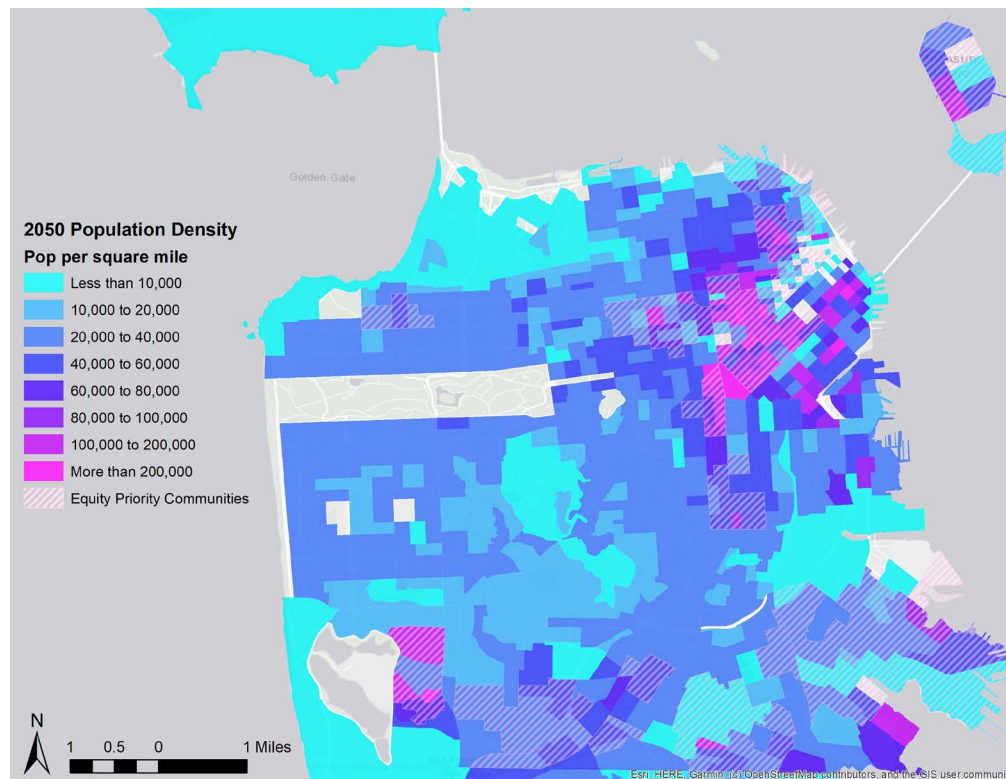 Golden Gate
2050 Population Density
Pop per square mile
Less than 10,000
10,000 to 20,000
20,000 to 40,000
40,000 to 60,000
60,000 to 80,000
80,000 to 100,000
100,000 to 200,000
More than 200,000
Equity Priority Communities
N
1 0.5 0 1 Miles
Esri, HERE, Garmin, (c) OpenStreetMap contributors, and the GIS user commun